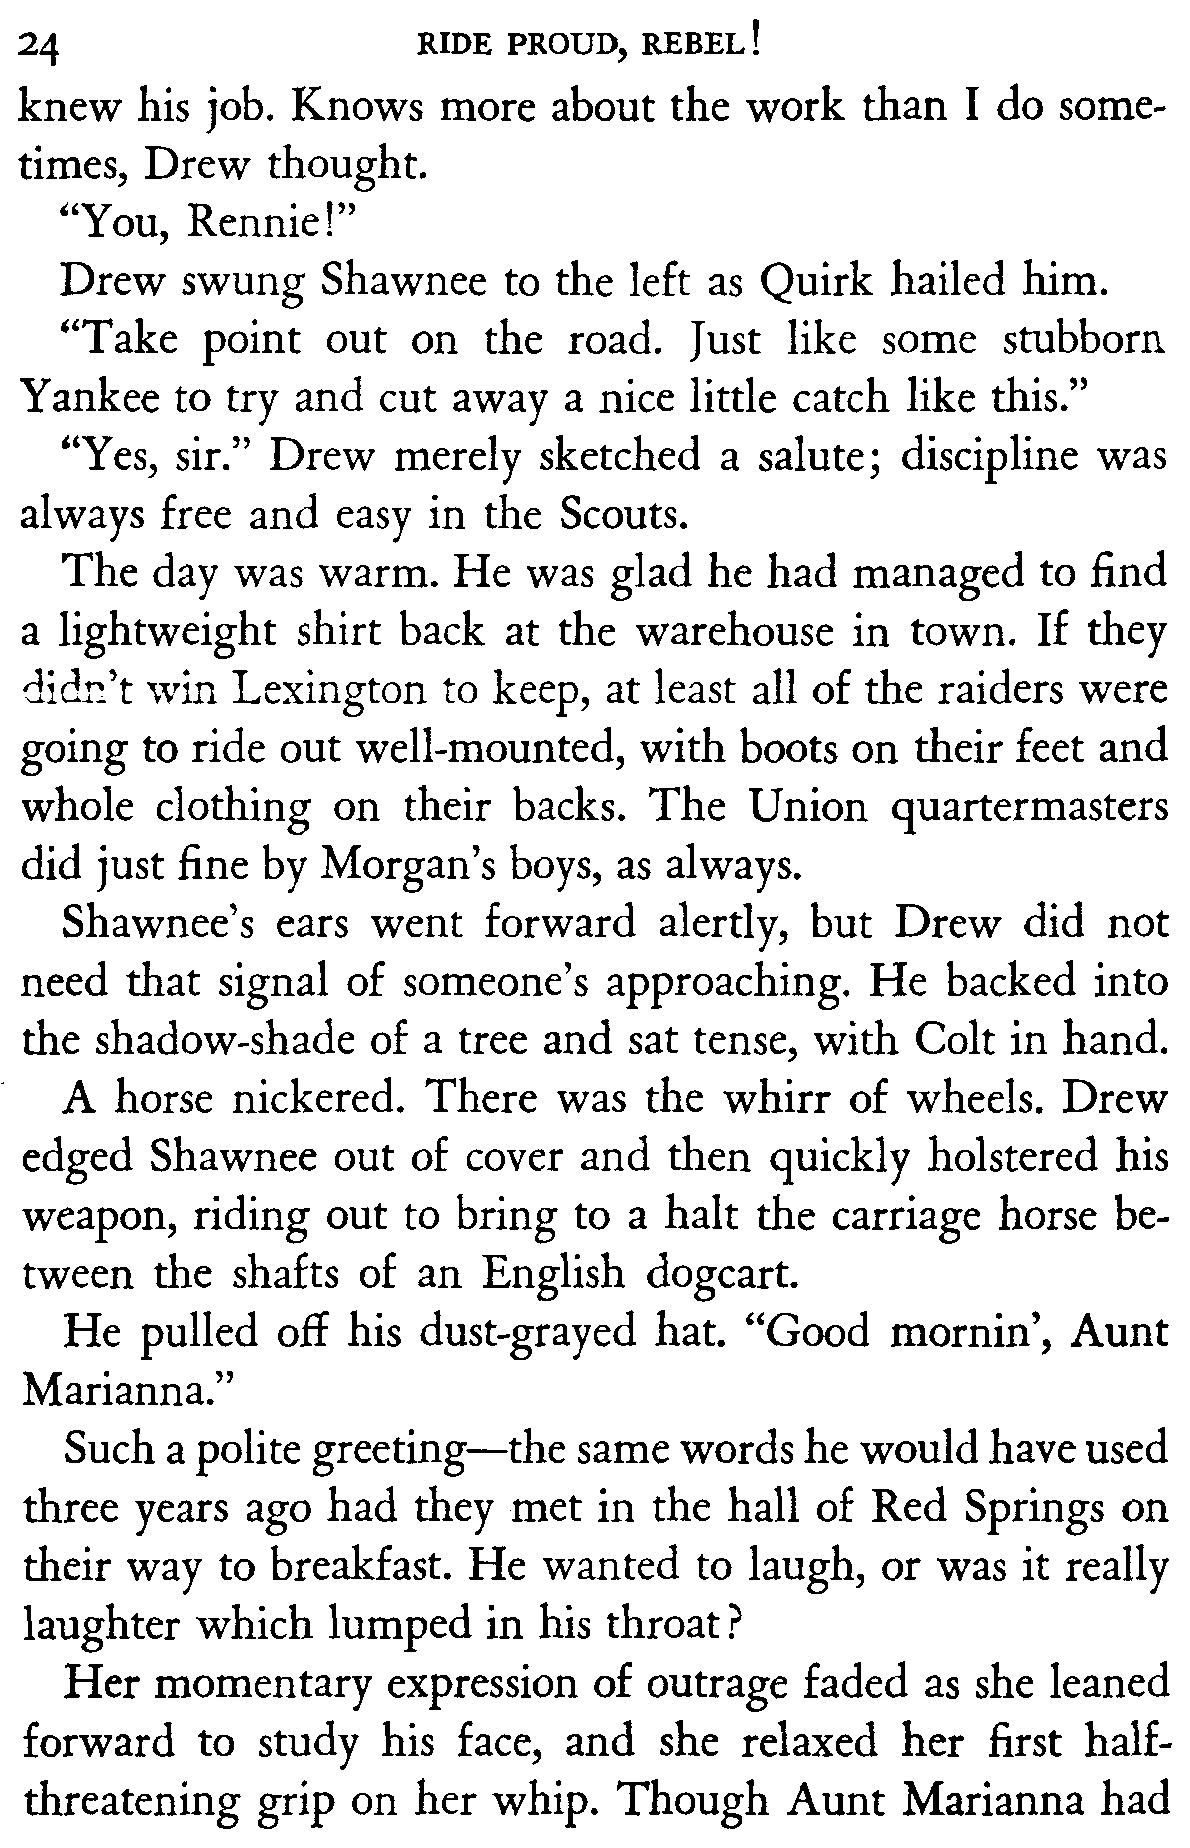 24 RIDE PROUD, REBEL!
knew his job. Knows more about the work than I do some-
times, Drew thought.
“You, Rennie!”
Drew swung Shawnee to the left as Quirk hailed him.
“Take point out on the road. Just like some stubborn
Yankee to try and cut away a nice little catch like this.”
“Yes, sir.” Drew merely sketched a salute; discipline was
always free and easy in the Scouts.
The day was warm. He was glad he had managed to find
a lightweight shirt back at the warehouse in town. If they
didn’t win Lexington to keep, at least all of the raiders were
going to ride out well-mounted, with boots on their feet and
whole clothing on their backs. The Union quartermasters
did just fine by Morgan’s boys, as always.
Shawnee’s ears went forward alertly, but Drew did not
need that signal of someone’s approaching. He backed into
the shadow-shade of a tree and sat tense, with Colt in hand.
A horse nickered. There was the whirr of wheels. Drew
edged Shawnee out of cover and then quickly holstered his
weapon, riding out to bring to a halt the carriage horse be-
tween the shafts of an English dogcart.
He pulled off his dust-grayed hat. “Good mornin’, Aunt
Marianna.”
Such a polite greeting—the same words he would have used
three years ago had they met in the hall of Red Springs on
their way to breakfast. He wanted to laugh, or was it really
laughter which lumped in his throat?
Her momentary expression of outrage faded as she leaned
forward to study his face, and she relaxed her first half-
threatening grip on her whip. Though Aunt Marianna had